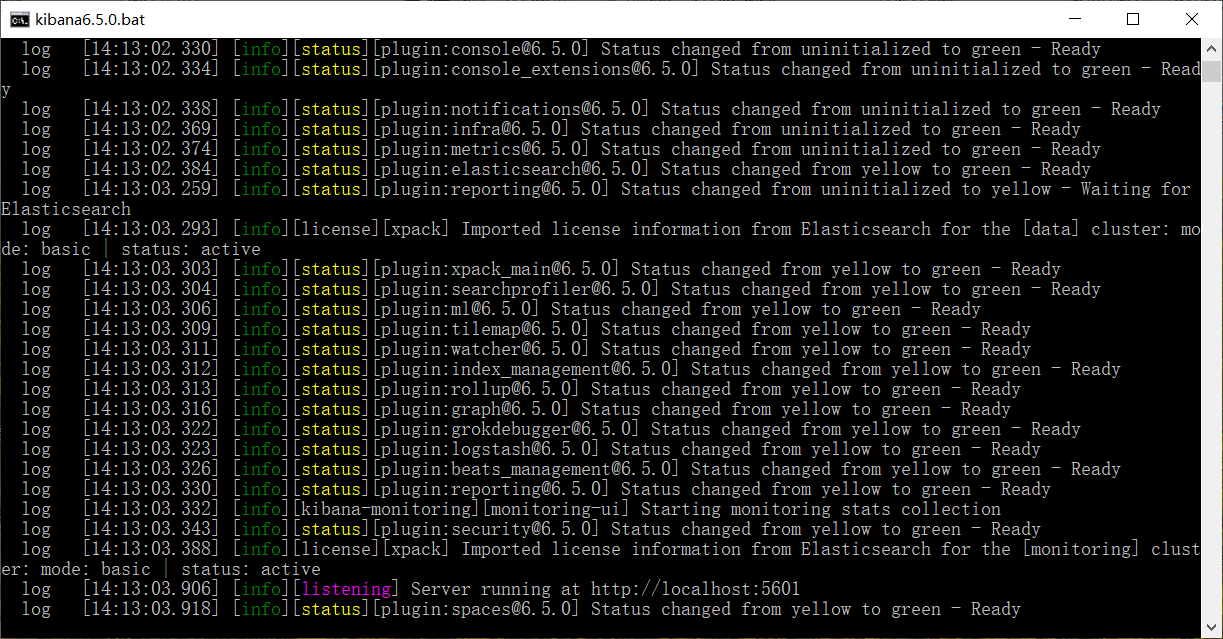 kibana6.5.0.bat
log [14:13:02.330] [info][status][plugin:console@6.5.0] Status changed from uninitialized to green - Ready
log [14:13:02.334] [info][status][plugin:console_extensions@6.5.0] Status changed from uninitialized to green - Read
y
log [14:13:02.338] [info][status][plugin:notifications@6.5.0] Status changed from uninitialized to green - Ready
log [14:13:02.369] [info][status][plugin:infra@6.5.0] Status changed from uninitialized to green - Ready
log [14:13:02.374] [info][status][plugin:metrics@6.5.0] Status changed from uninitialized to green - Ready
log [14:13:02.384] [info][status][plugin:elasticsearch@6.5.0] Status changed from yellow to green - Ready
log [14:13:03.259] [info][status][plugin:reporting@6.5.0] Status changed from uninitialized to yellow - Waiting for
Elasticsearch
log [14:13:03.293] [info][license][xpack] Imported license information from Elasticsearch for the [data] cluster: mo
de: basic | status: active
log [14:13:03.303] [info][status][plugin:xpack_main@6.5.0] Status changed from yellow to green - Ready
log [14:13:03.304] [info][status][plugin:searchprofiler@6.5.0] Status changed from yellow to green - Ready
log [14:13:03.306] [info][status][plugin:ml@6.5.0] Status changed from yellow to green - Ready
log [14:13:03.309] [info][status][plugin:tilemap@6.5.0] Status changed from yellow to green - Ready
log [14:13:03.311] [info][status][plugin:watcher@6.5.0] Status changed from yellow to green - Ready
log [14:13:03.312] [info][status][plugin:index_management@6.5.0] Status changed from yellow to green - Ready
log [14:13:03.313] [info][status][plugin:rollup@6.5.0] Status changed from yellow to green - Ready
log [14:13:03.316] [info][status][plugin:graph@6.5.0] Status changed from yellow to green - Ready
log [14:13:03.322] [info][status][plugin:grokdebugger@6.5.0] Status changed from yellow to green - Ready
log [14:13:03.323] [info][status][plugin:logstash@6.5.0] Status changed from yellow to green - Ready
log [14:13:03.326] [info][status][plugin:beats_management@6.5.0] Status changed from yellow to green - Ready
log [14:13:03.330] [info][status][plugin:reporting@6.5.0] Status changed from yellow to green - Ready
log [14:13:03.332] [info][kibana-monitoring][monitoring-ui] Starting monitoring stats collection
log [14:13:03.343] [info][status][plugin:security@6.5.0] Status changed from yellow to green - Ready
log [14:13:03.388] [info][license][xpack] Imported license information from Elasticsearch for the [monitoring] clust
er: mode: basic | status: active
log [14:13:03.906] [info][listening] Server running at http://localhost:5601
log [14:13:03.918] [info][status][plugin:spaces@6.5.0] Status changed from yellow to green - Ready